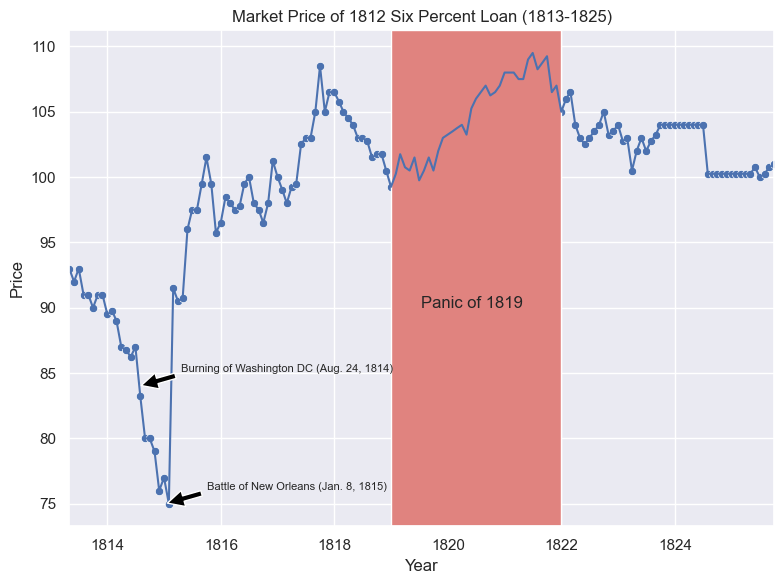 Market Price of 1812 Six Percent Loan (1813-1825)
110
105
100
95
90
85
80
75
Price
Panic of 1819
Burning of Washington DC (Aug. 24, 1814)
Battle of New Orleans (Jan. 8, 1815)
1814 1816 1818 1820 1822 1824
Year